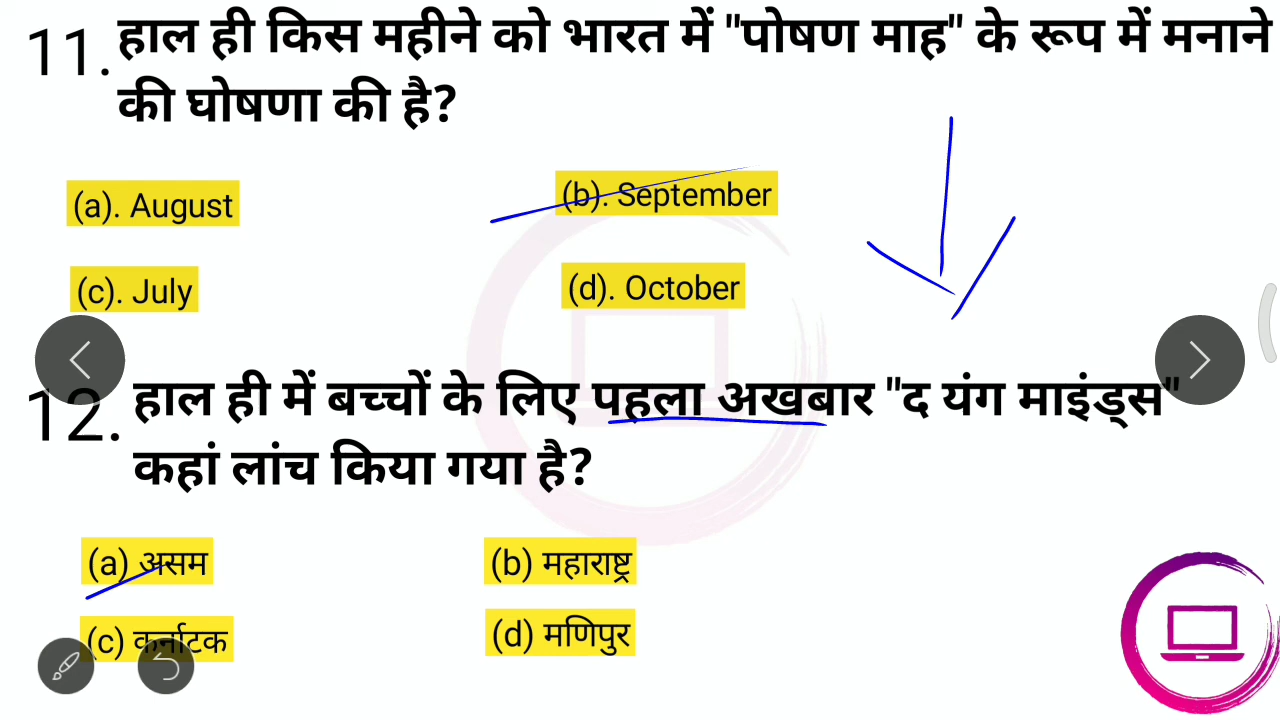 11. हाल ही किस महीने को भारत में "पोषण माह" के रूप में मनाने
की घोषणा की है?
(a). August
(b). September
(c). July
(d). October
12. हाल ही में बच्चों के लिए पहला अखबार "द यंग माइंड्स"
कहां लांच किया गया है?
(a) असम
(b) महाराष्ट्र
(c) कर्नाटक
(d) मणिपुर